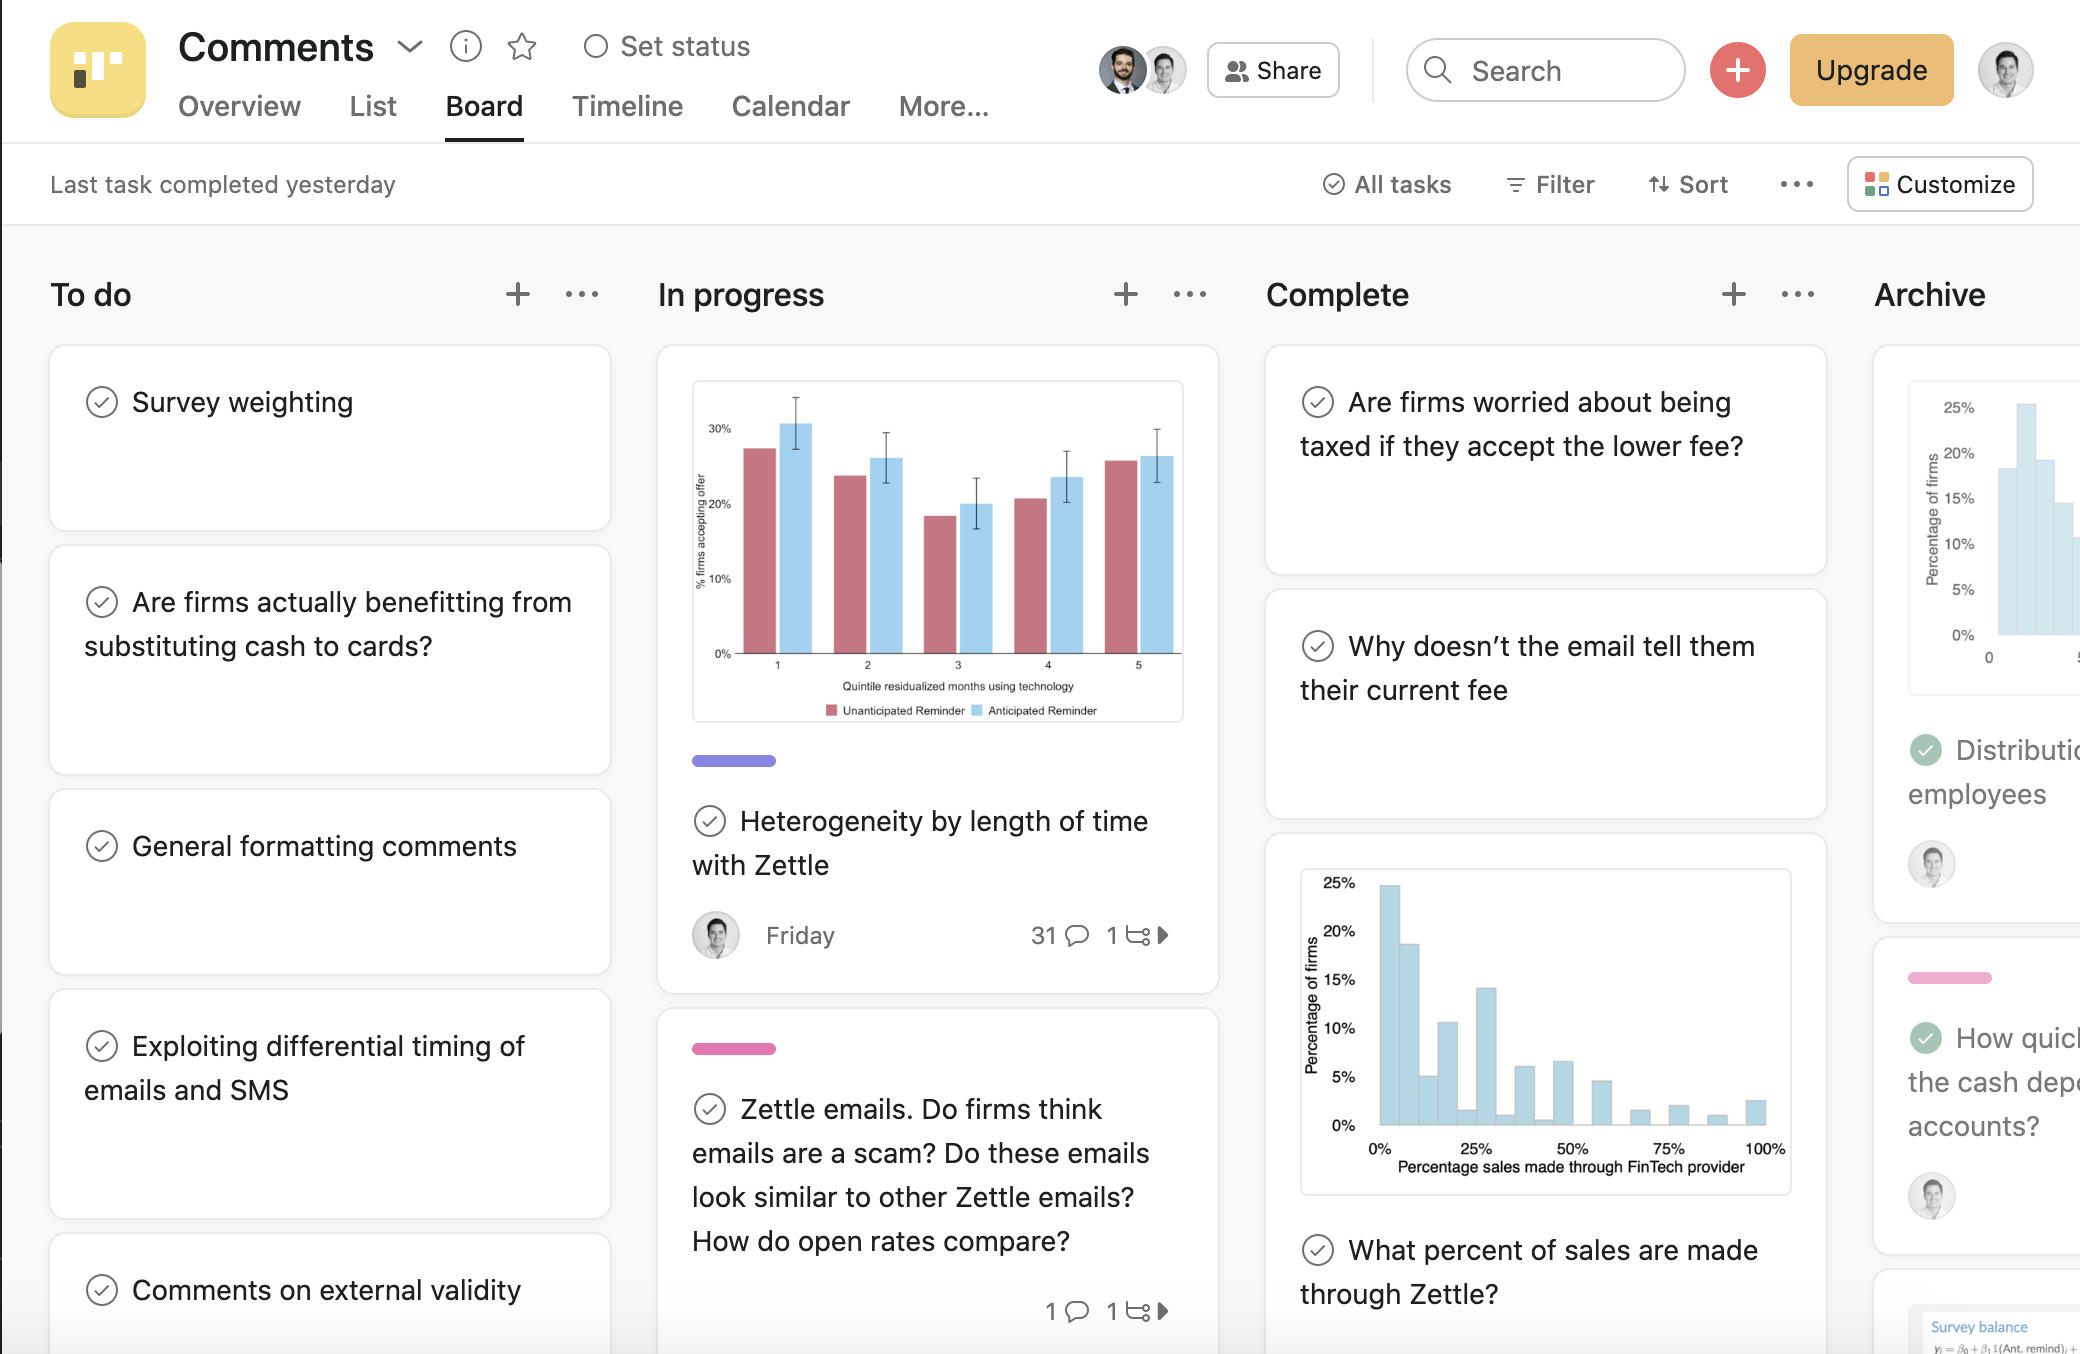 Comments
Set status
Overview
List
Board
Timeline
Calendar
More...
Share
Search
Upgrade
Last task completed yesterday
All tasks
Filter
Sort
Customize
To do
Survey weighting
Are firms actually benefitting from
substituting cash to cards?
General formatting comments
Exploiting differential timing of
emails and SMS
Comments on external validity
In progress
% firms accepting offer
30%
20%
10%
0%
1
2
3
4
5
Quintile residualized months using technology
Unanticipated Reminder
Anticipated Reminder
Heterogeneity by length of time
with Zettle
Friday
31
1
Zettle emails. Do firms think
emails are a scam? Do these emails
look similar to other Zettle emails?
How do open rates compare?
1
1
Complete
Are firms worried about being
taxed if they accept the lower fee?
Why doesn't the email tell them
their current fee
Percentage of firms
25%
20%
15%
10%
5%
0%
0%
25%
50%
75%
100%
Percentage sales made through FinTech provider
What percent of sales are made
through Zettle?
Archive
Percentage of firms
25%
20%
15%
10%
5%
0%
0
employees
How
the cash
accounts?
Survey balance
yᵢ = β₀ + β₁1(Ant. remind)ᵢ +